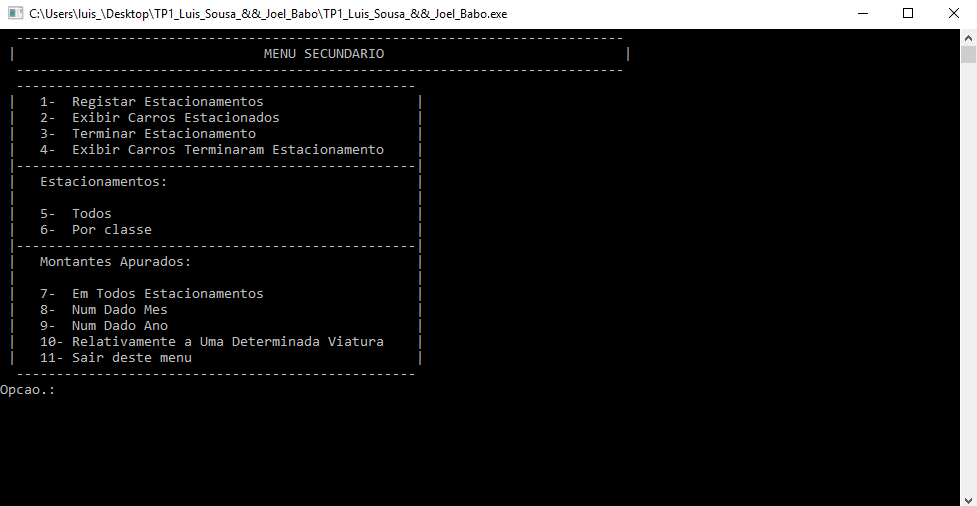 C:\Users\luis_\Desktop\TP1_Luis_Sousa_&&_Joel_Babo\TP1_Luis_Sousa_&&_Joel_Babo.exe
MENU SECUNDARIO
1- Registar Estacionamentos
2- Exibir Carros Estacionados
3- Terminar Estacionamento
4- Exibir Carros Terminaram Estacionamento
Estacionamentos:
5- Todos
6- Por classe
Montantes Apurados:
7- Em Todos Estacionamentos
8- Num Dado Mes
9- Num Dado Ano
10- Relativamente a Uma Determinada Viatura
11- Sair deste menu
Opcao.: